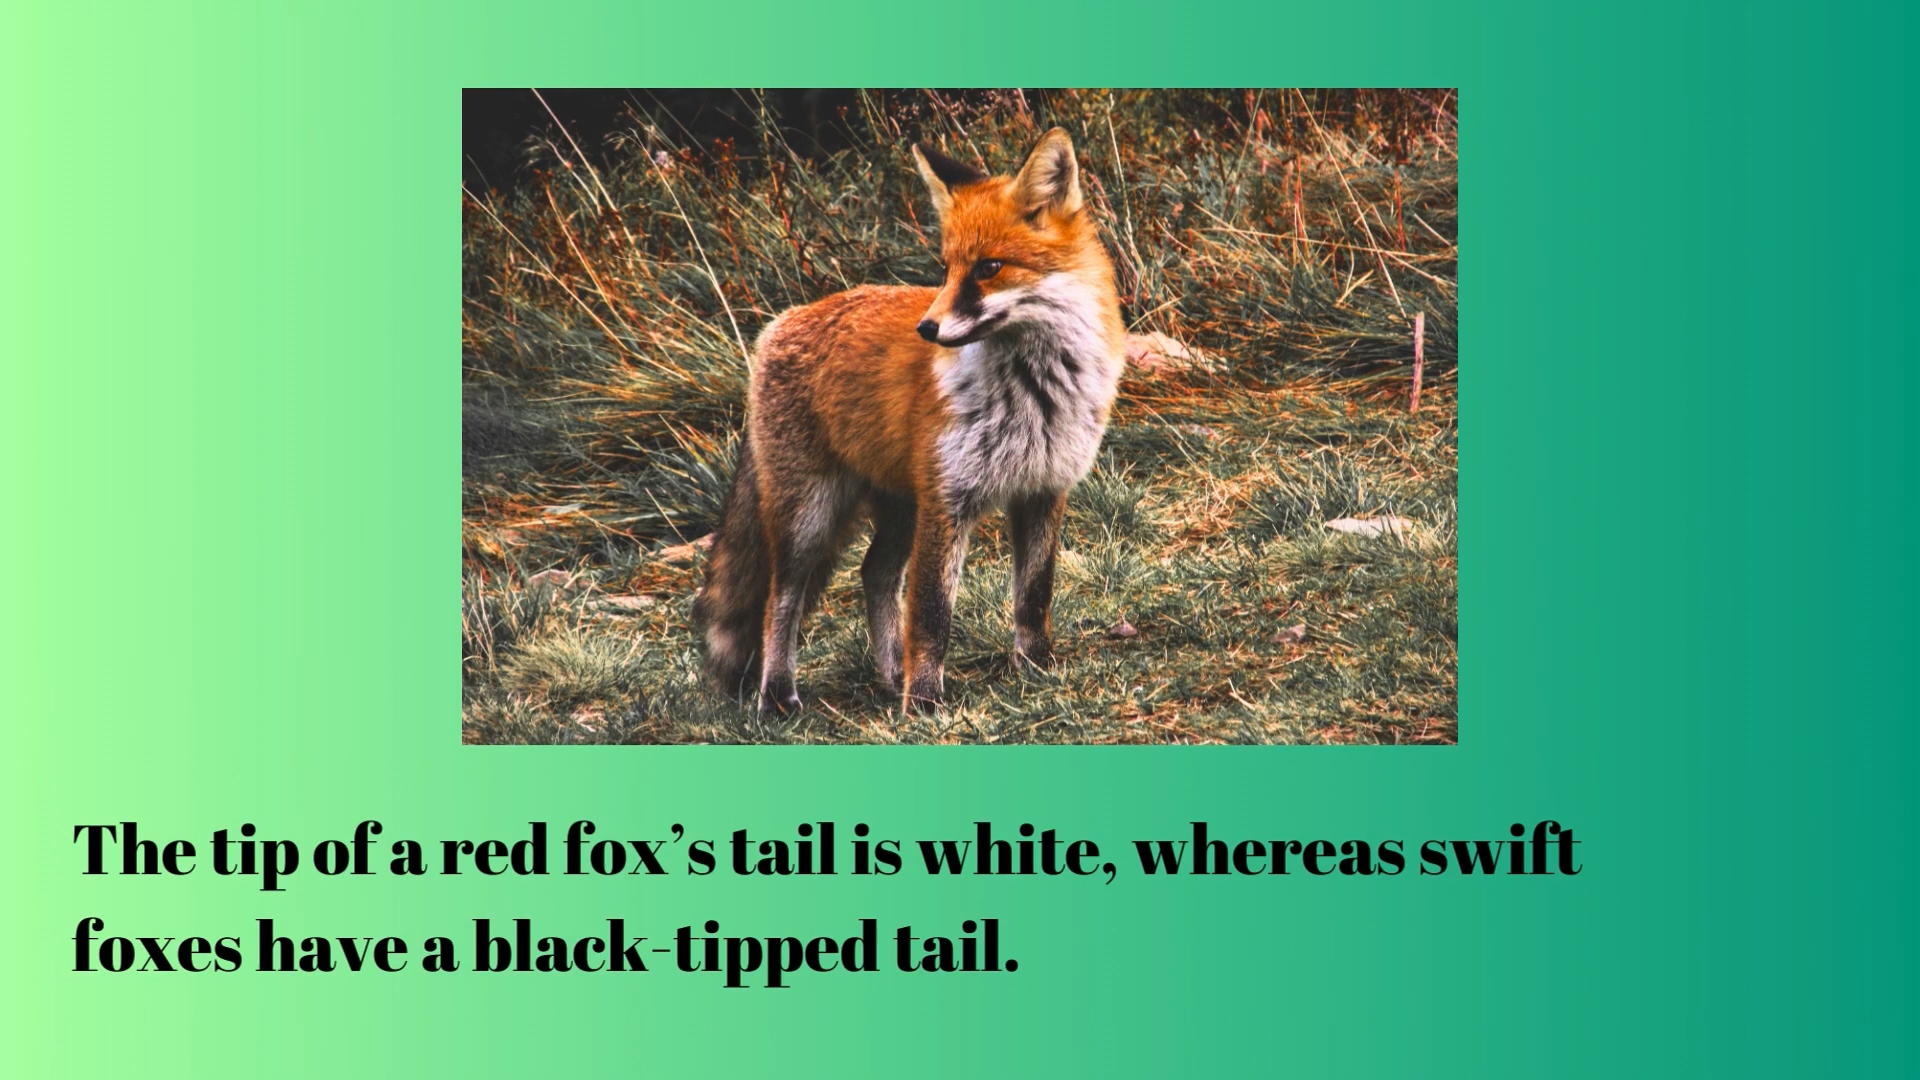 The tip of a red fox’s tail is white, whereas swift
foxes have a black-tipped tail.